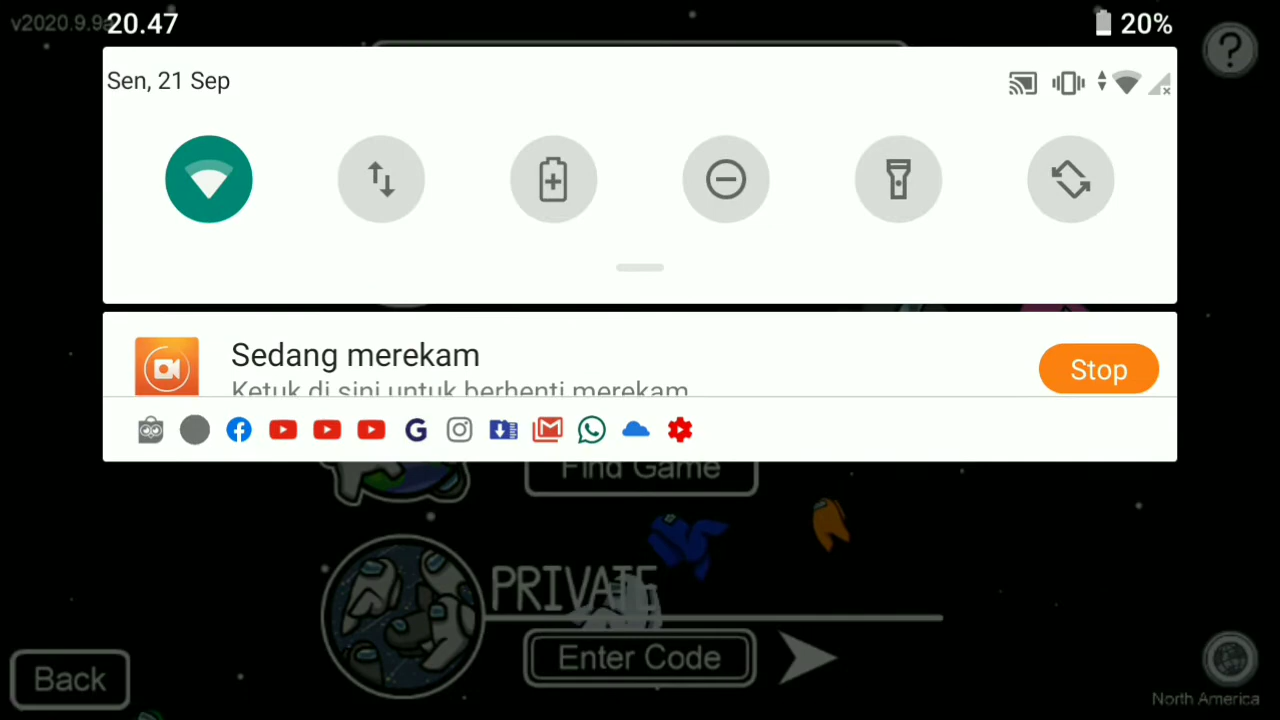 v2020.9.9a
20.47
20%
Sen, 21 Sep
Sedang merekam
Ketuk di sini untuk berhenti merekam
Stop
Find Game
PRIVATE
Enter Code
Back
North America